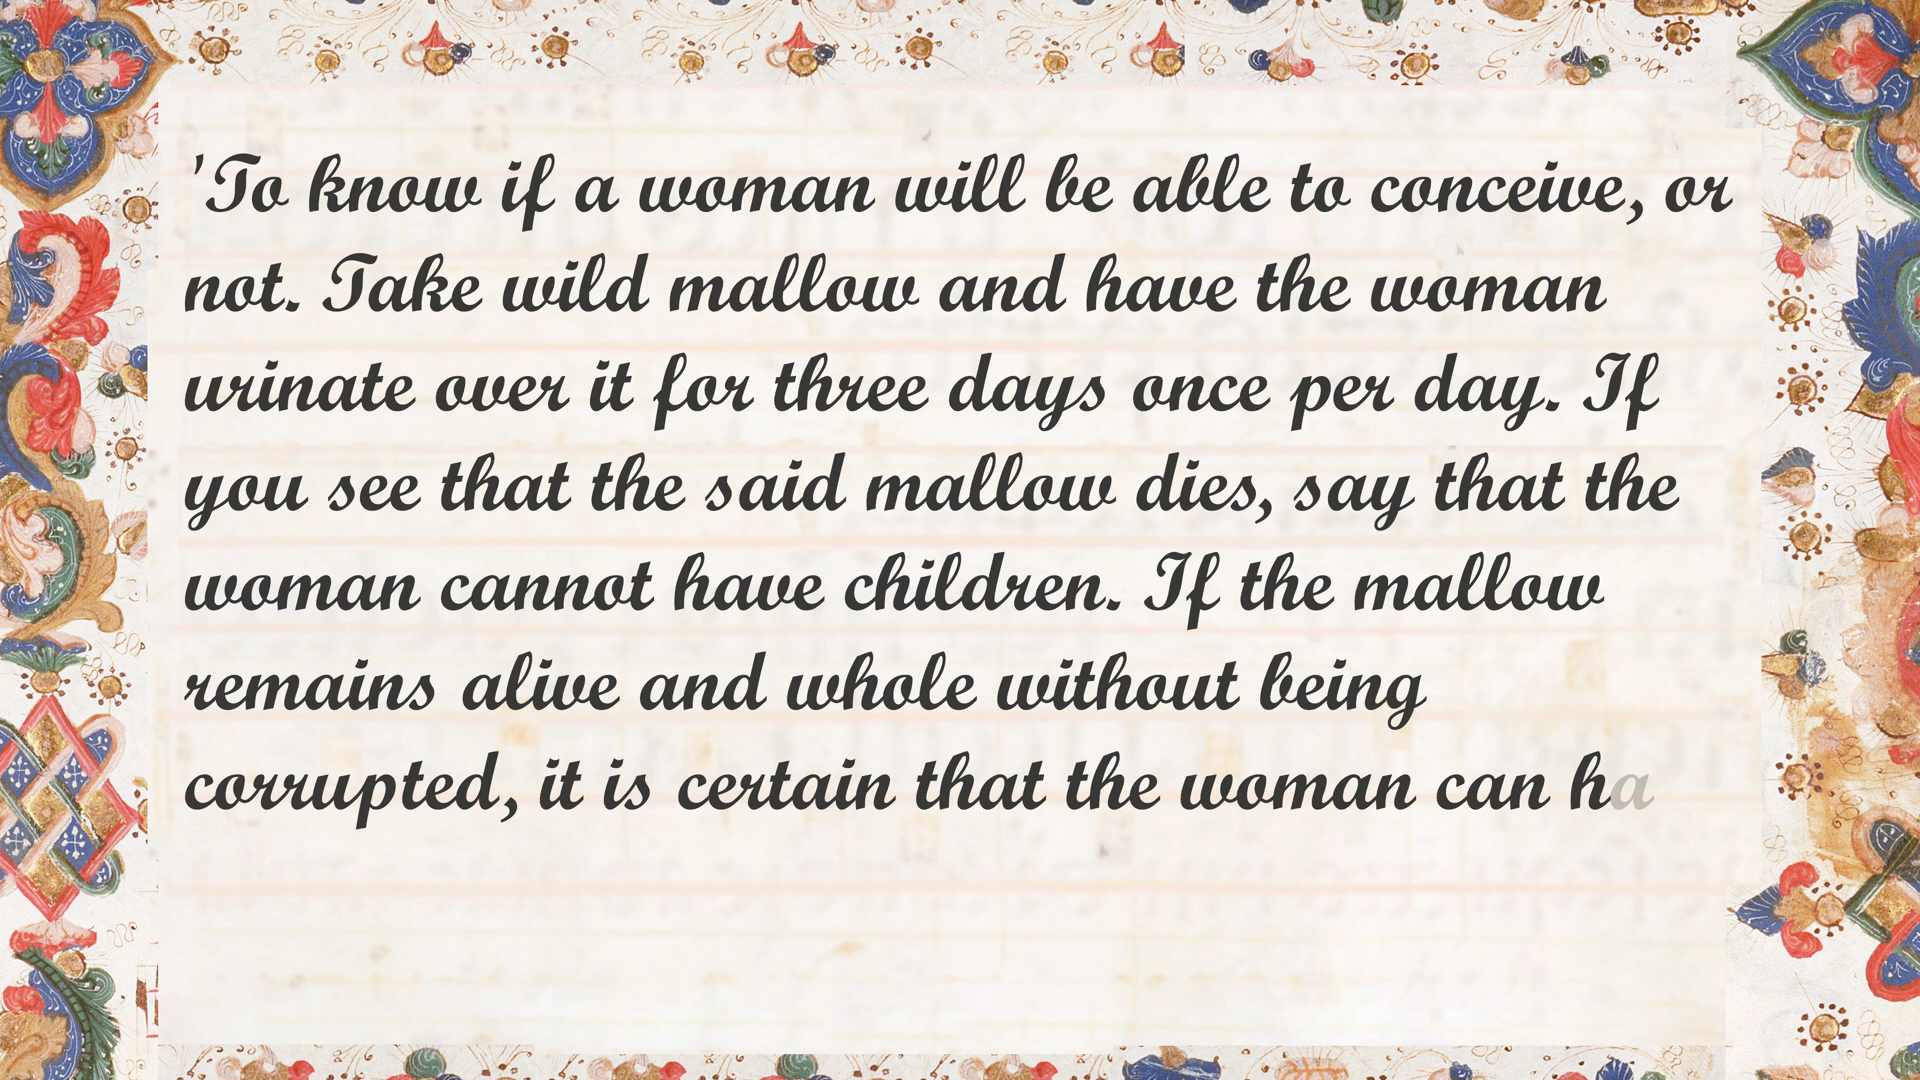 'To know if a woman will be able to conceive, or
not. Take wild mallow and have the woman
urinate over it for three days once per day. If
you see that the said mallow dies, say that the
woman cannot have children. If the mallow
remains alive and whole without being
corrupted, it is certain that the woman can ha